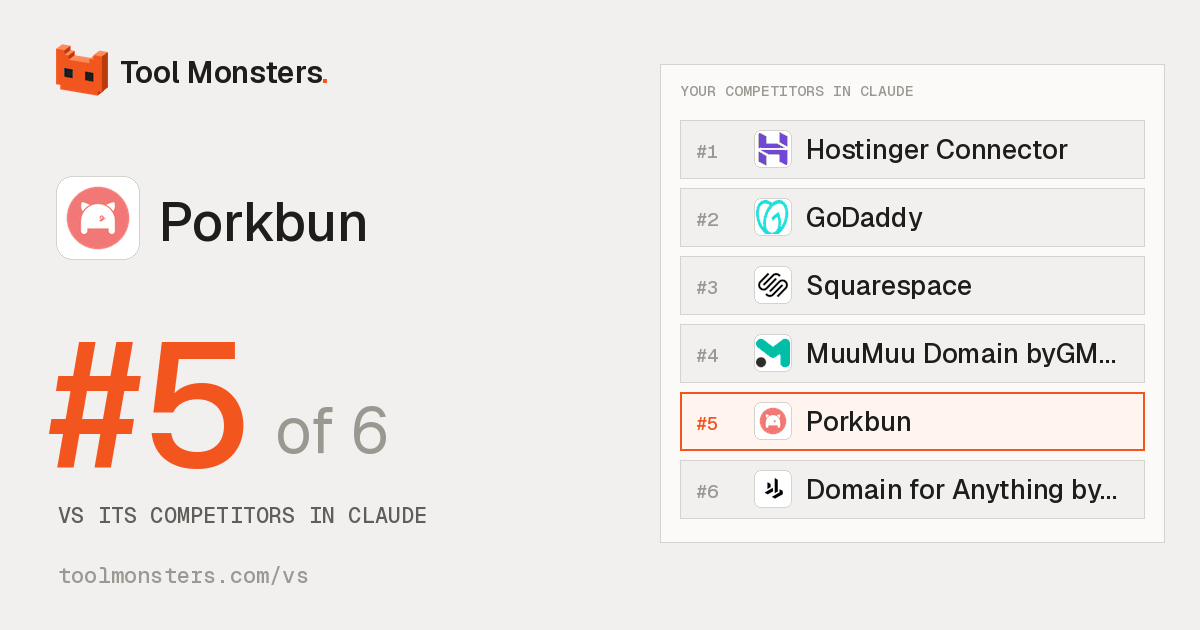 Tool Monsters.
Porkbun
#5 of 6
VS ITS COMPETITORS IN CLAUDE
toolmonsters.com/vs
YOUR COMPETITORS IN CLAUDE
#1 Hostinger Connector
#2 GoDaddy
#3 Squarespace
#4 MuuMuu Domain byGM...
#5 Porkbun
#6 Domain for Anything by...